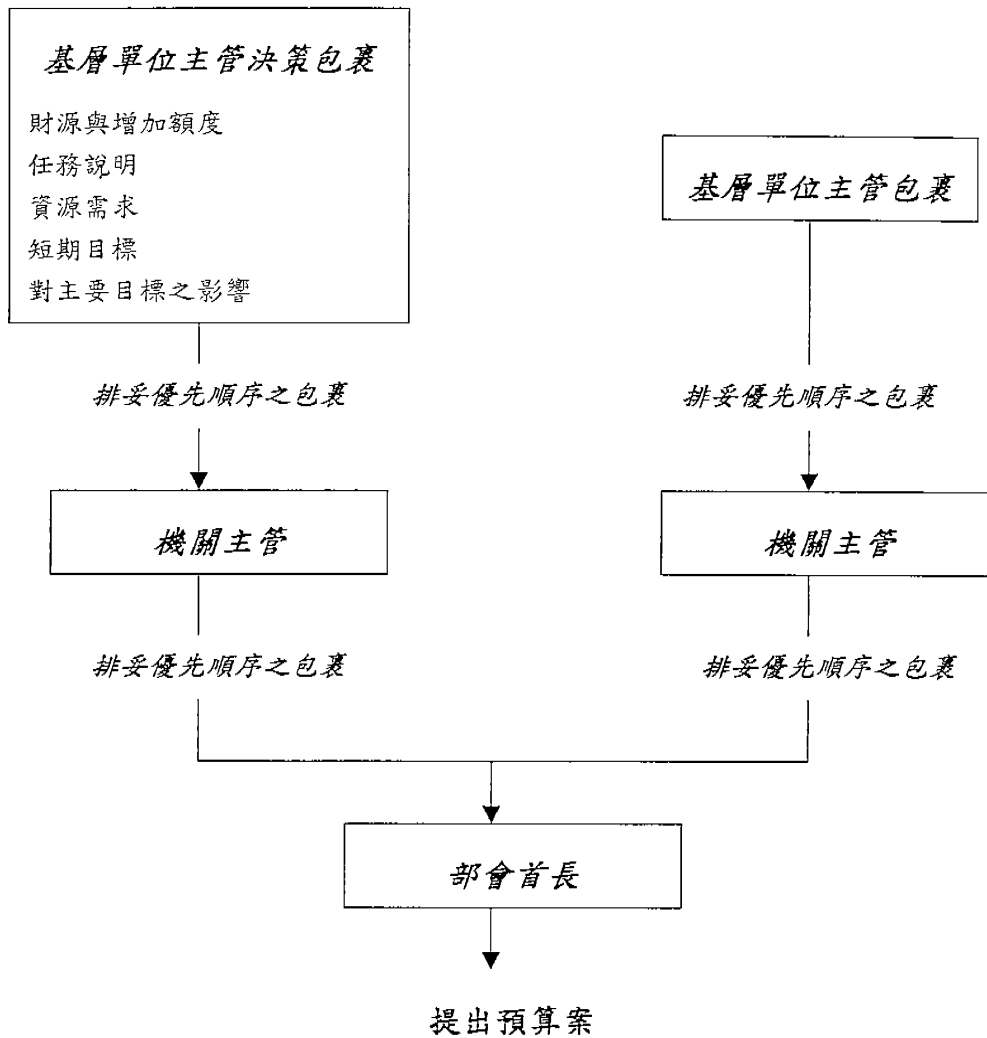 基層單位主管決策包裹
財源與增加額度
任務說明
資源需求
短期目標
對主要目標之影響
基層單位主管包裹
排妥優先順序之包裹
排妥優先順序之包裹
機關主管
機關主管
排妥優先順序之包裹
排妥優先順序之包裹
部會首長
提出預算案